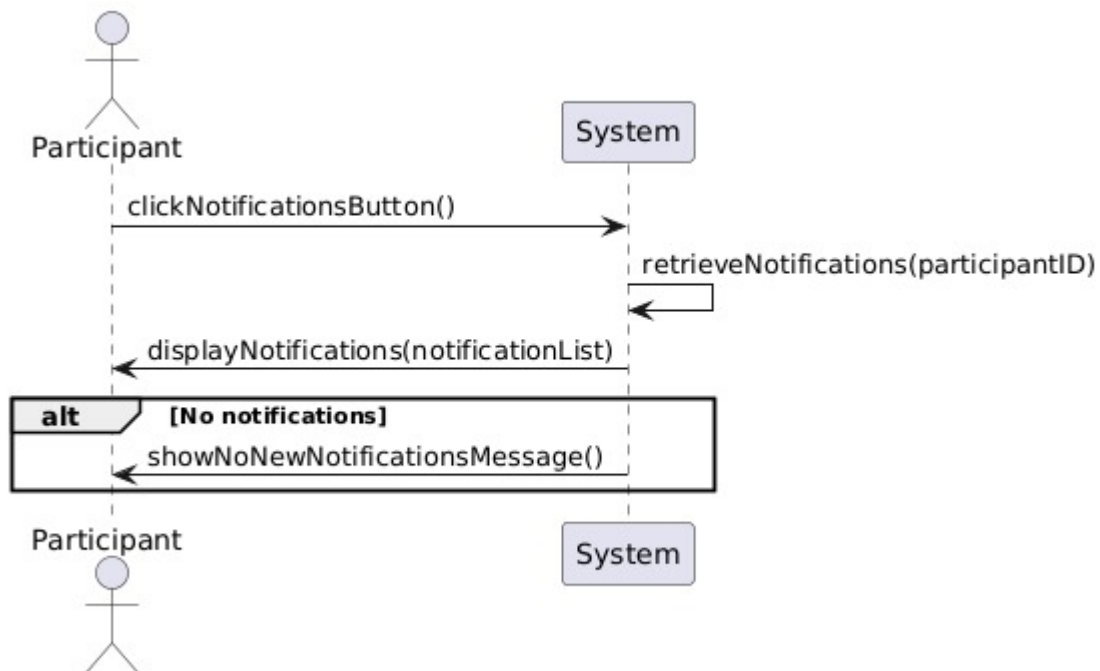 Participant
System
clickNotificationsButton()
retrieveNotifications(participantID)
displayNotifications(notificationList)
alt [No notifications]
showNoNewNotificationsMessage()
Participant
System